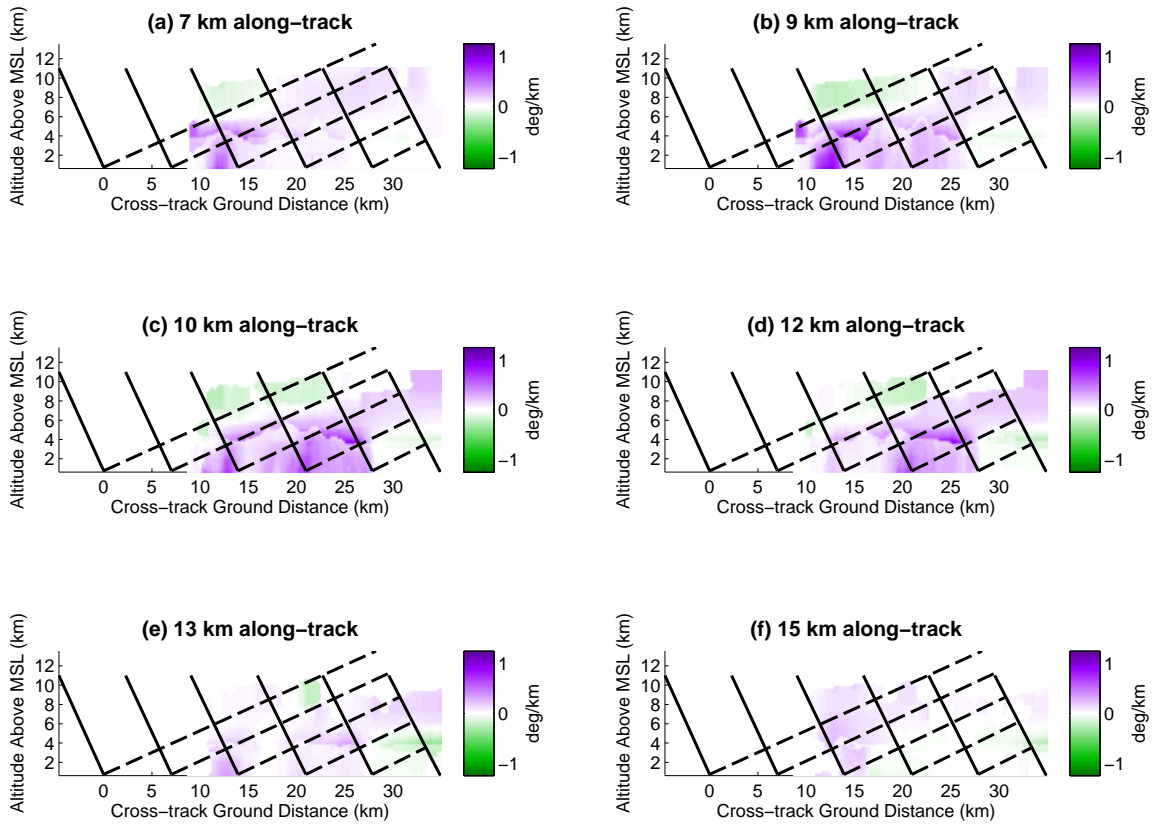 (a) 7 km along−track
Altitude Above MSL (km)
12
10
8
6
4
2
0 5 10 15 20 25 30
Cross−track Ground Distance (km)
1
0
−1
deg/km
(b) 9 km along−track
Altitude Above MSL (km)
12
10
8
6
4
2
0 5 10 15 20 25 30
Cross−track Ground Distance (km)
1
0
−1
deg/km
(c) 10 km along−track
Altitude Above MSL (km)
12
10
8
6
4
2
0 5 10 15 20 25 30
Cross−track Ground Distance (km)
1
0
−1
deg/km
(d) 12 km along−track
Altitude Above MSL (km)
12
10
8
6
4
2
0 5 10 15 20 25 30
Cross−track Ground Distance (km)
1
0
−1
deg/km
(e) 13 km along−track
Altitude Above MSL (km)
12
10
8
6
4
2
0 5 10 15 20 25 30
Cross−track Ground Distance (km)
1
0
−1
deg/km
(f) 15 km along−track
Altitude Above MSL (km)
12
10
8
6
4
2
0 5 10 15 20 25 30
Cross−track Ground Distance (km)
1
0
−1
deg/km